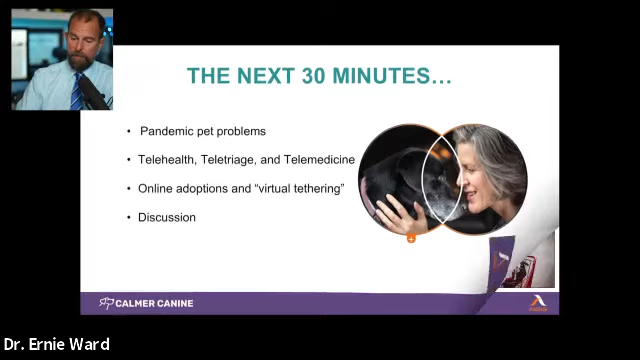 THE NEXT 30 MINUTES...
• Pandemic pet problems
• Telehealth, Teletriage, and Telemedicine
• Online adoptions and “virtual tethering”
• Discussion
CALMER CANINE
Dr. Ernie Ward